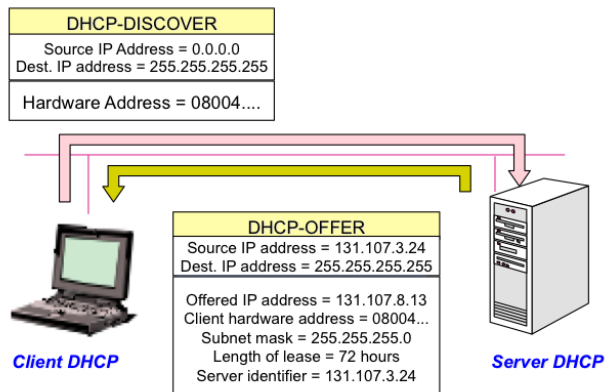 DHCP-DISCOVER
Source IP Address = 0.0.0.0
Dest. IP address = 255.255.255.255
Hardware Address = 08004....
DHCP-OFFER
Source IP address = 131.107.3.24
Dest. IP address = 255.255.255.255
Offered IP address = 131.107.8.13
Client hardware address = 08004...
Subnet mask = 255.255.255.0
Length of lease = 72 hours
Server identifier = 131.107.3.24
Client DHCP
Server DHCP